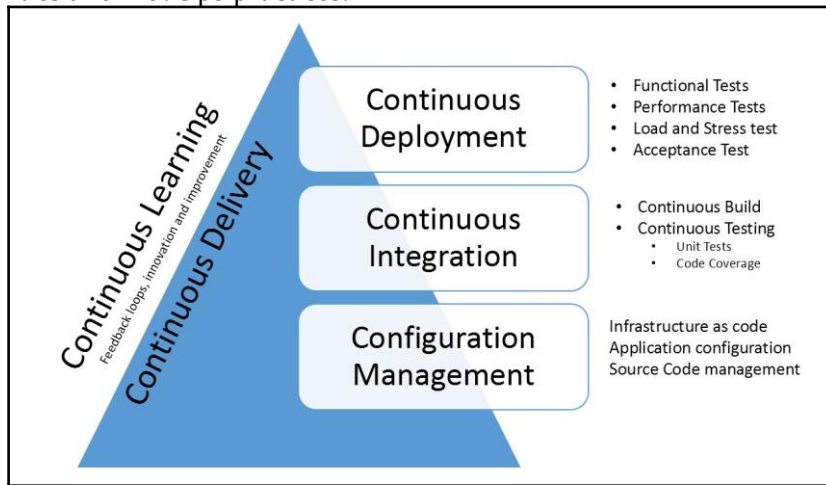 Continuous Learning
Feedback loops, innovation and improvement
Continuous Delivery
Continuous
Deployment
• Functional Tests
• Performance Tests
• Load and Stress test
• Acceptance Test
Continuous
Integration
• Continuous Build
• Continuous Testing
• Unit Tests
• Code Coverage
Configuration
Management
Infrastructure as code
Application configuration
Source Code management